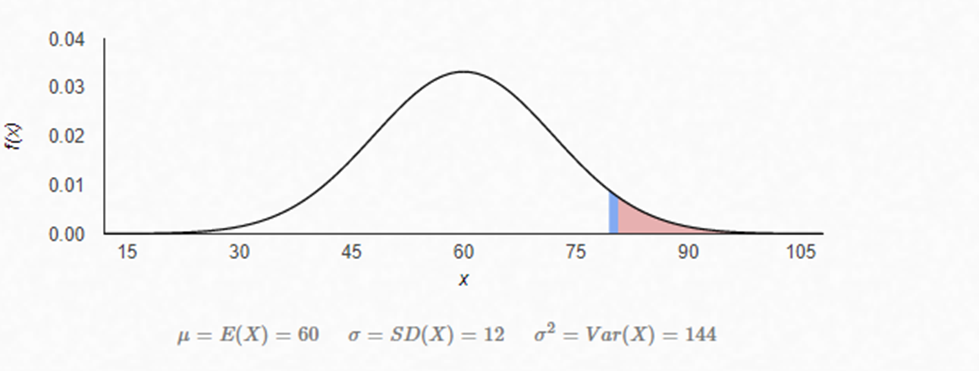 0.04
0.03
0.02
0.01
0.00
f(x)
15 30 45 60 75 90 105
x
μ = E(X) = 60 σ = SD(X) = 12 σ² = Var(X) = 144